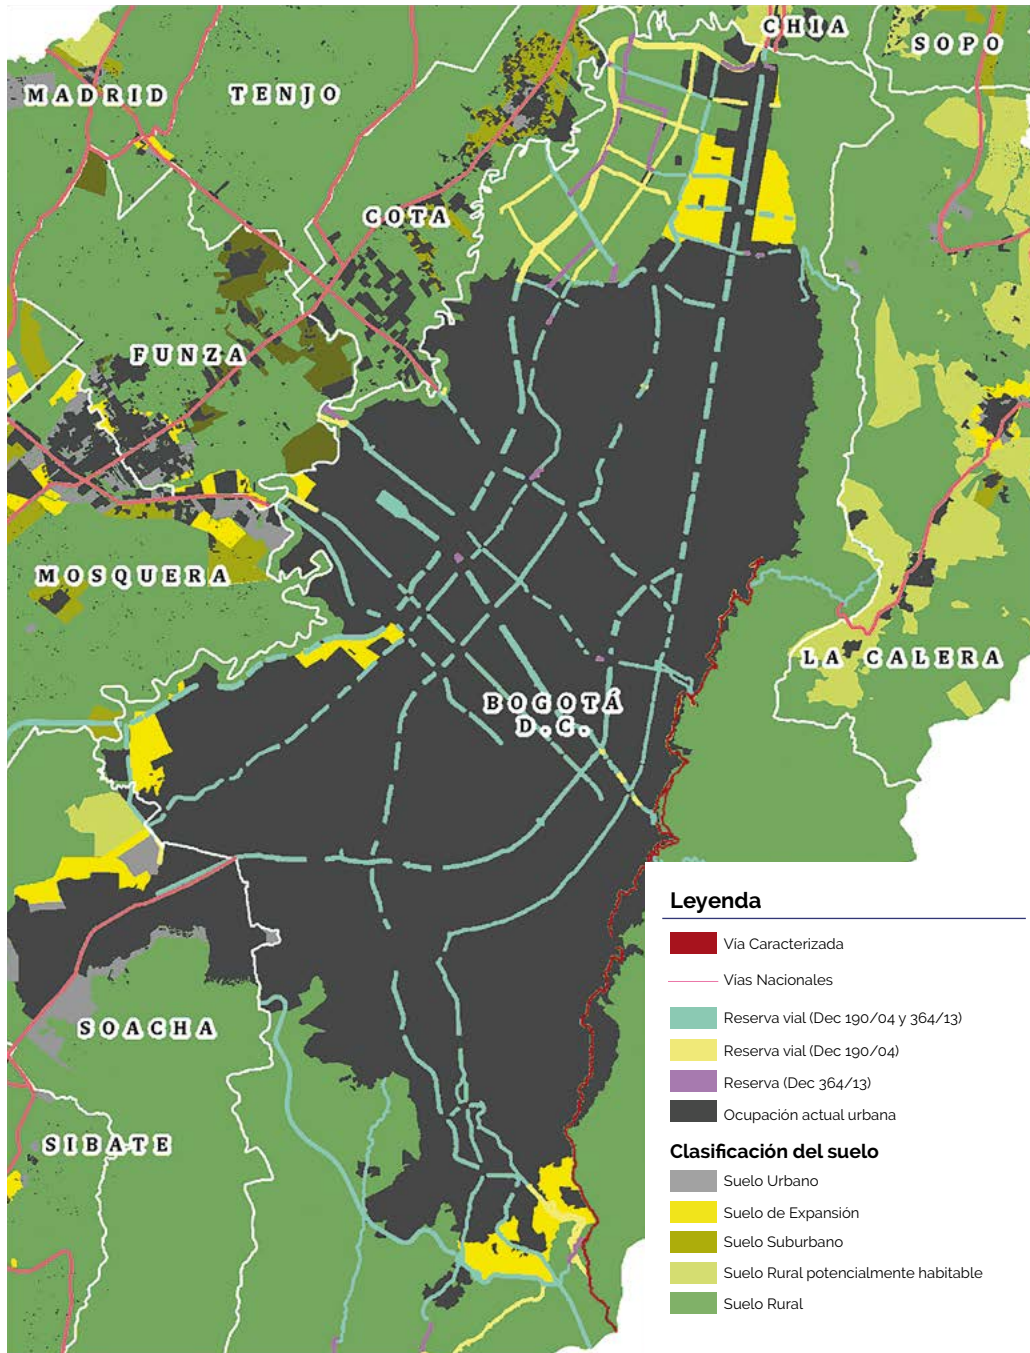 CHIA
SOPO
MADRID
TENJO
COTA
FUNZA
MOSQUERA
LA CALERA
BOGOTÁ
D.C.
SOACHA
SIBATE
Leyenda
Vía Caracterizada
Vías Nacionales
Reserva vial (Dec 190/04 y 364/13)
Reserva vial (Dec 190/04)
Reserva (Dec 364/13)
Ocupación actual urbana
Clasificación del suelo
Suelo Urbano
Suelo de Expansión
Suelo Suburbano
Suelo Rural potencialmente habitable
Suelo Rural